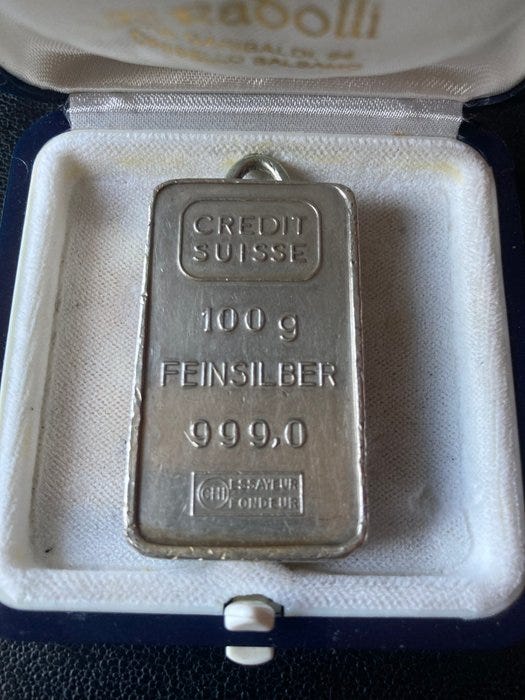 CREDIT
SUISSE
100 g
FEINSILBER
999,0
CHI ESSAYEUR
FONDEUR